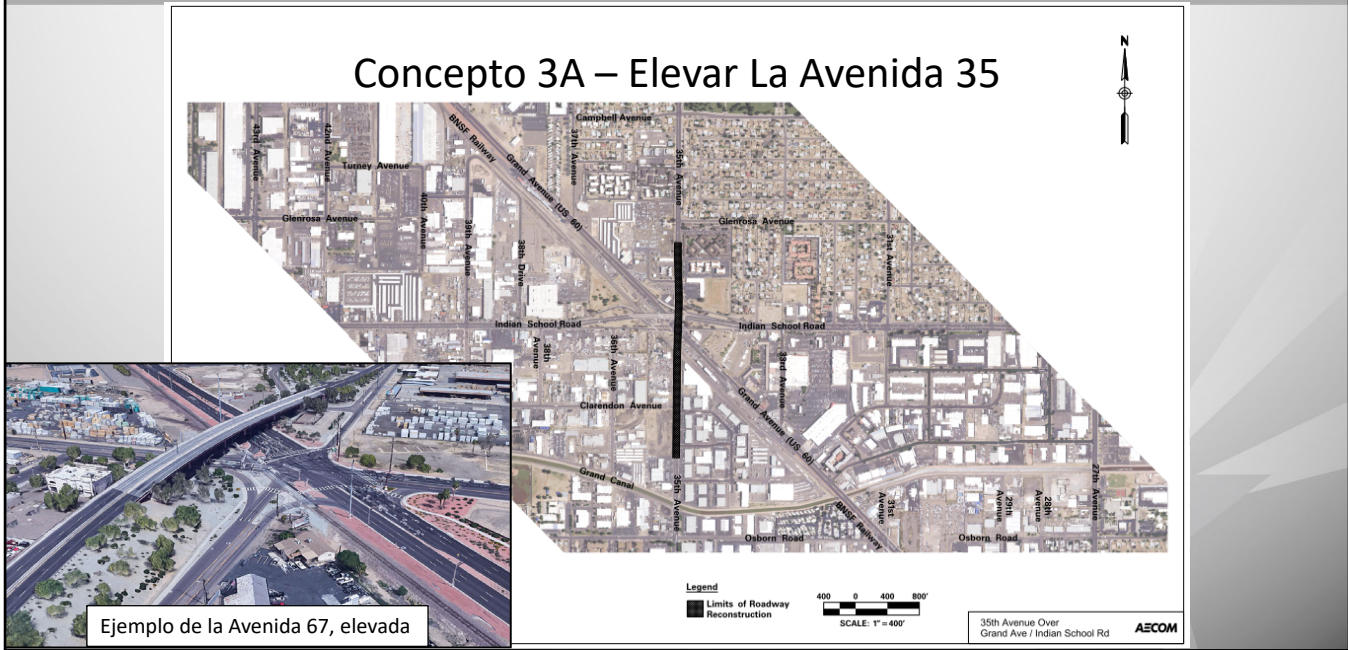 Concepto 3A – Elevar La Avenida 35
N
BNSF Railway
Grand Avenue (US 60)
Campbell Avenue
43rd Avenue
42nd Avenue
37th Avenue
35th Avenue
Turney Avenue
40th Avenue
39th Avenue
Glenrosa Avenue
Glenrosa Avenue
38th Drive
31st Avenue
Indian School Road
Indian School Road
38th Avenue
36th Avenue
33rd Avenue
Clarendon Avenue
Grand Avenue (US 60)
Grand Canal
35th Avenue
31st Avenue
29th Avenue
28th Avenue
27th Avenue
BNSF Railway
Osborn Road
Osborn Road
Legend
Limits of Roadway
Reconstruction
400 0 400 800'
SCALE: 1" = 400'
35th Avenue Over
Grand Ave / Indian School Rd
AECOM
Ejemplo de la Avenida 67, elevada